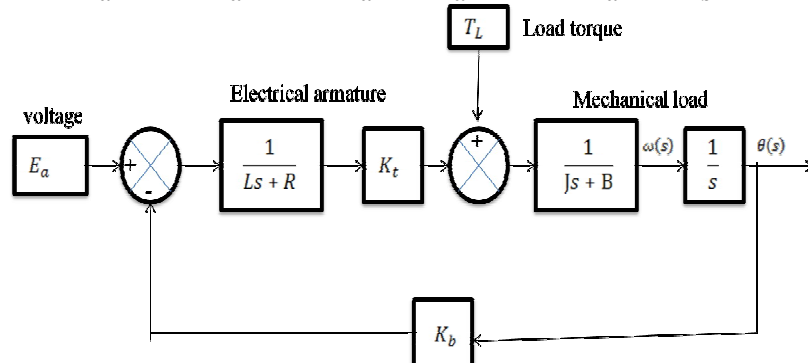 T_L
Load torque
Electrical armature
Mechanical load
voltage
E_a
+
-
1
Ls + R
K_t
+
1
Js + B
ω(s)
1
s
θ(s)
K_b